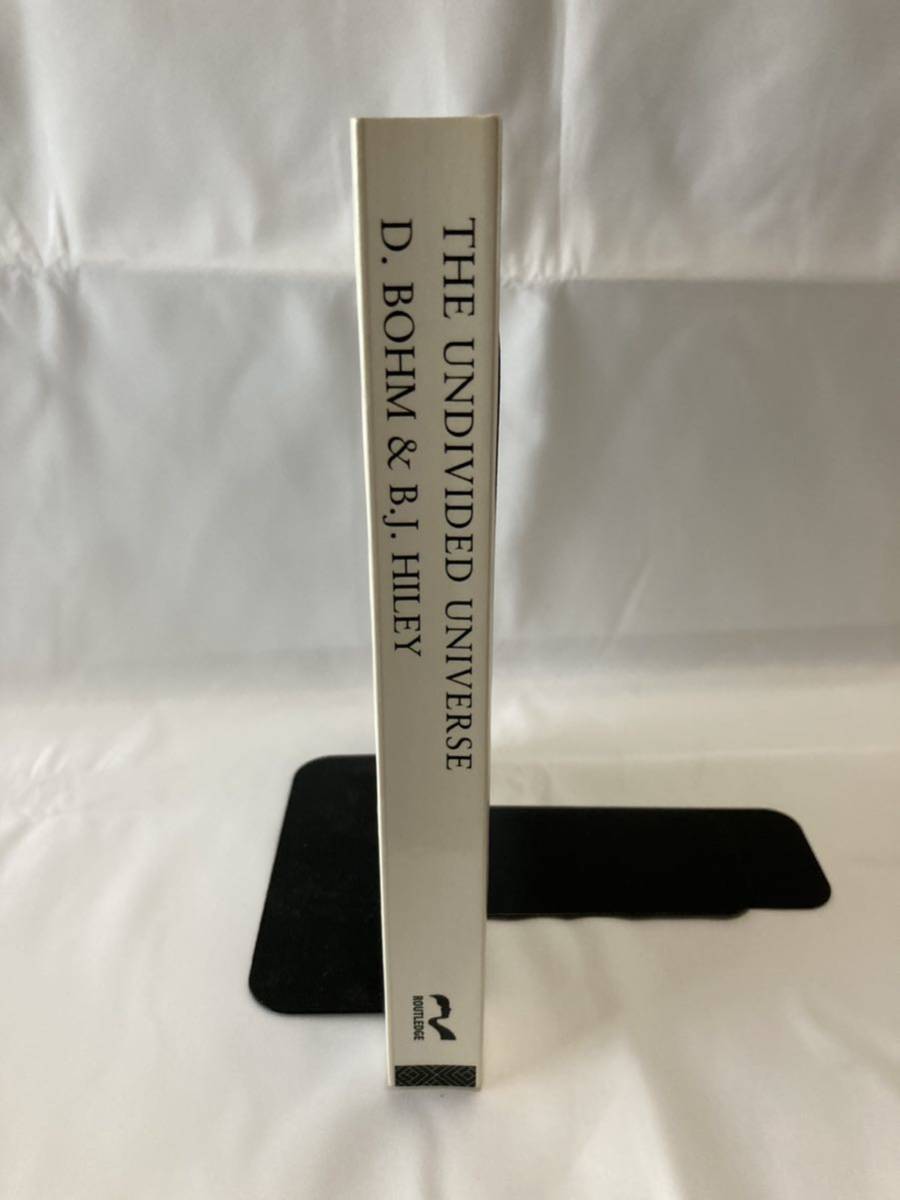 THE UNDIVIDED UNIVERSE
D. BOHM & B.J. HILEY
ROUTLEDGE